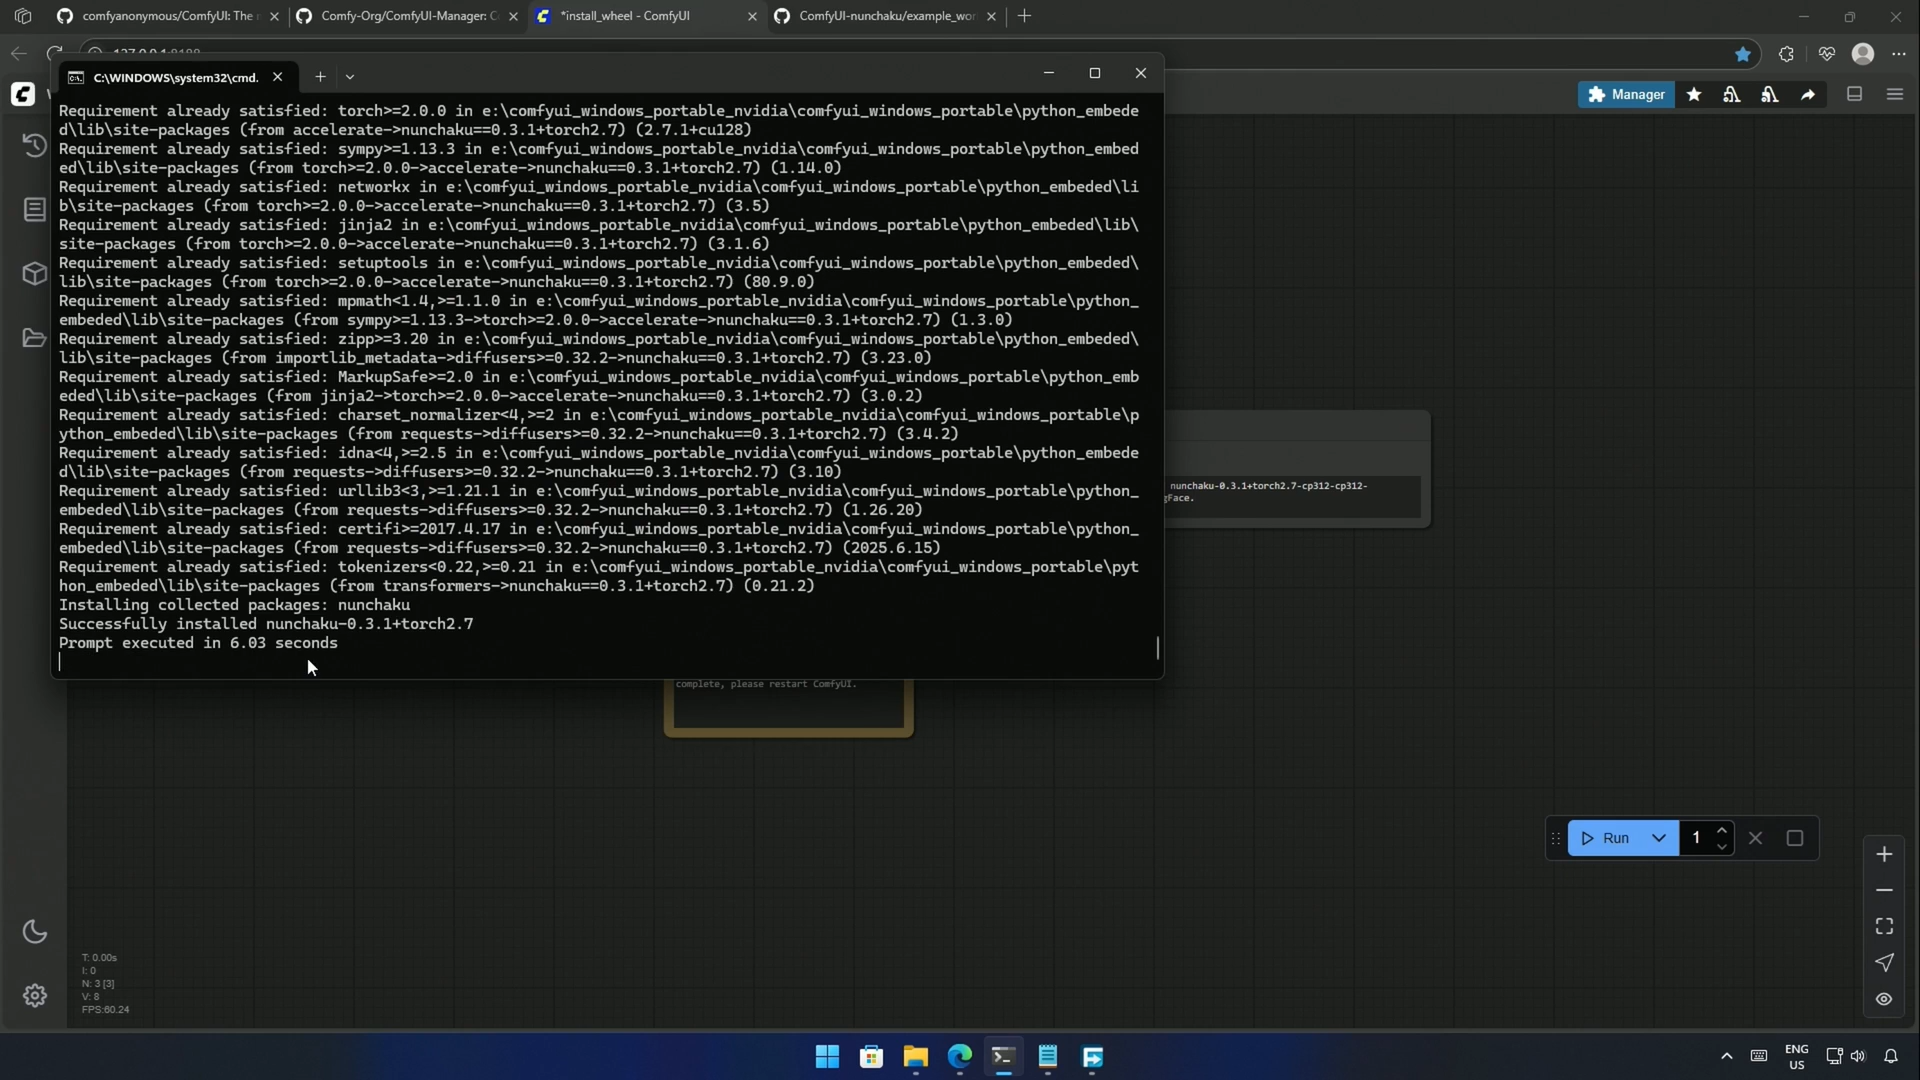 comfyanonymous/ComfyUI: The
Comfy-Org/ComfyUI-Manager: C
*install_wheel - ComfyUI
ComfyUI-nunchaku/example_wor
C:\WINDOWS\system32\cmd.
Manager
Requirement already satisfied: torch>=2.0.0 in e:\comfyui_windows_portable_nvidia\comfyui_windows_portable\python_embede
d\lib\site-packages (from accelerate->nunchaku==0.3.1+torch2.7) (2.7.1+cu128)
Requirement already satisfied: sympy>=1.13.3 in e:\comfyui_windows_portable_nvidia\comfyui_windows_portable\python_embed
ed\lib\site-packages (from torch>=2.0.0->accelerate->nunchaku==0.3.1+torch2.7) (1.14.0)
Requirement already satisfied: networkx in e:\comfyui_windows_portable_nvidia\comfyui_windows_portable\python_embeded\li
b\site-packages (from torch>=2.0.0->accelerate->nunchaku==0.3.1+torch2.7) (3.5)
Requirement already satisfied: jinja2 in e:\comfyui_windows_portable_nvidia\comfyui_windows_portable\python_embeded\lib\
site-packages (from torch>=2.0.0->accelerate->nunchaku==0.3.1+torch2.7) (3.1.6)
Requirement already satisfied: setuptools in e:\comfyui_windows_portable_nvidia\comfyui_windows_portable\python_embeded\
lib\site-packages (from torch>=2.0.0->accelerate->nunchaku==0.3.1+torch2.7) (80.9.0)
Requirement already satisfied: mpmath<1.4,>=1.1.0 in e:\comfyui_windows_portable_nvidia\comfyui_windows_portable\python_
embeded\lib\site-packages (from sympy>=1.13.3->torch>=2.0.0->accelerate->nunchaku==0.3.1+torch2.7) (1.3.0)
Requirement already satisfied: zipp>=3.20 in e:\comfyui_windows_portable_nvidia\comfyui_windows_portable\python_embeded\
lib\site-packages (from importlib_metadata->diffusers>=0.32.2->nunchaku==0.3.1+torch2.7) (3.23.0)
Requirement already satisfied: MarkupSafe>=2.0 in e:\comfyui_windows_portable_nvidia\comfyui_windows_portable\python_emb
eded\lib\site-packages (from jinja2->torch>=2.0.0->accelerate->nunchaku==0.3.1+torch2.7) (3.0.2)
Requirement already satisfied: charset_normalizer<4,>=2 in e:\comfyui_windows_portable_nvidia\comfyui_windows_portable\p
ython_embeded\lib\site-packages (from requests->diffusers>=0.32.2->nunchaku==0.3.1+torch2.7) (3.4.2)
Requirement already satisfied: idna<4,>=2.5 in e:\comfyui_windows_portable_nvidia\comfyui_windows_portable\python_embede
d\lib\site-packages (from requests->diffusers>=0.32.2->nunchaku==0.3.1+torch2.7) (3.10)
Requirement already satisfied: urllib3<3,>=1.21.1 in e:\comfyui_windows_portable_nvidia\comfyui_windows_portable\python_
embeded\lib\site-packages (from requests->diffusers>=0.32.2->nunchaku==0.3.1+torch2.7) (1.26.20)
Requirement already satisfied: certifi>=2017.4.17 in e:\comfyui_windows_portable_nvidia\comfyui_windows_portable\python_
embeded\lib\site-packages (from requests->diffusers>=0.32.2->nunchaku==0.3.1+torch2.7) (2025.6.15)
Requirement already satisfied: tokenizers<0.22,>=0.21 in e:\comfyui_windows_portable_nvidia\comfyui_windows_portable\pyt
hon_embeded\lib\site-packages (from transformers->nunchaku==0.3.1+torch2.7) (0.21.2)
Installing collected packages: nunchaku
Successfully installed nunchaku-0.3.1+torch2.7
Prompt executed in 6.03 seconds
nunchaku-0.3.1+torch2.7-cp312-cp312-
gFace.
complete, please restart ComfyUI.
Run
1
T: 0.00s
I: 0
N: 3 [3]
V: 8
FPS:60.24
ENG
US